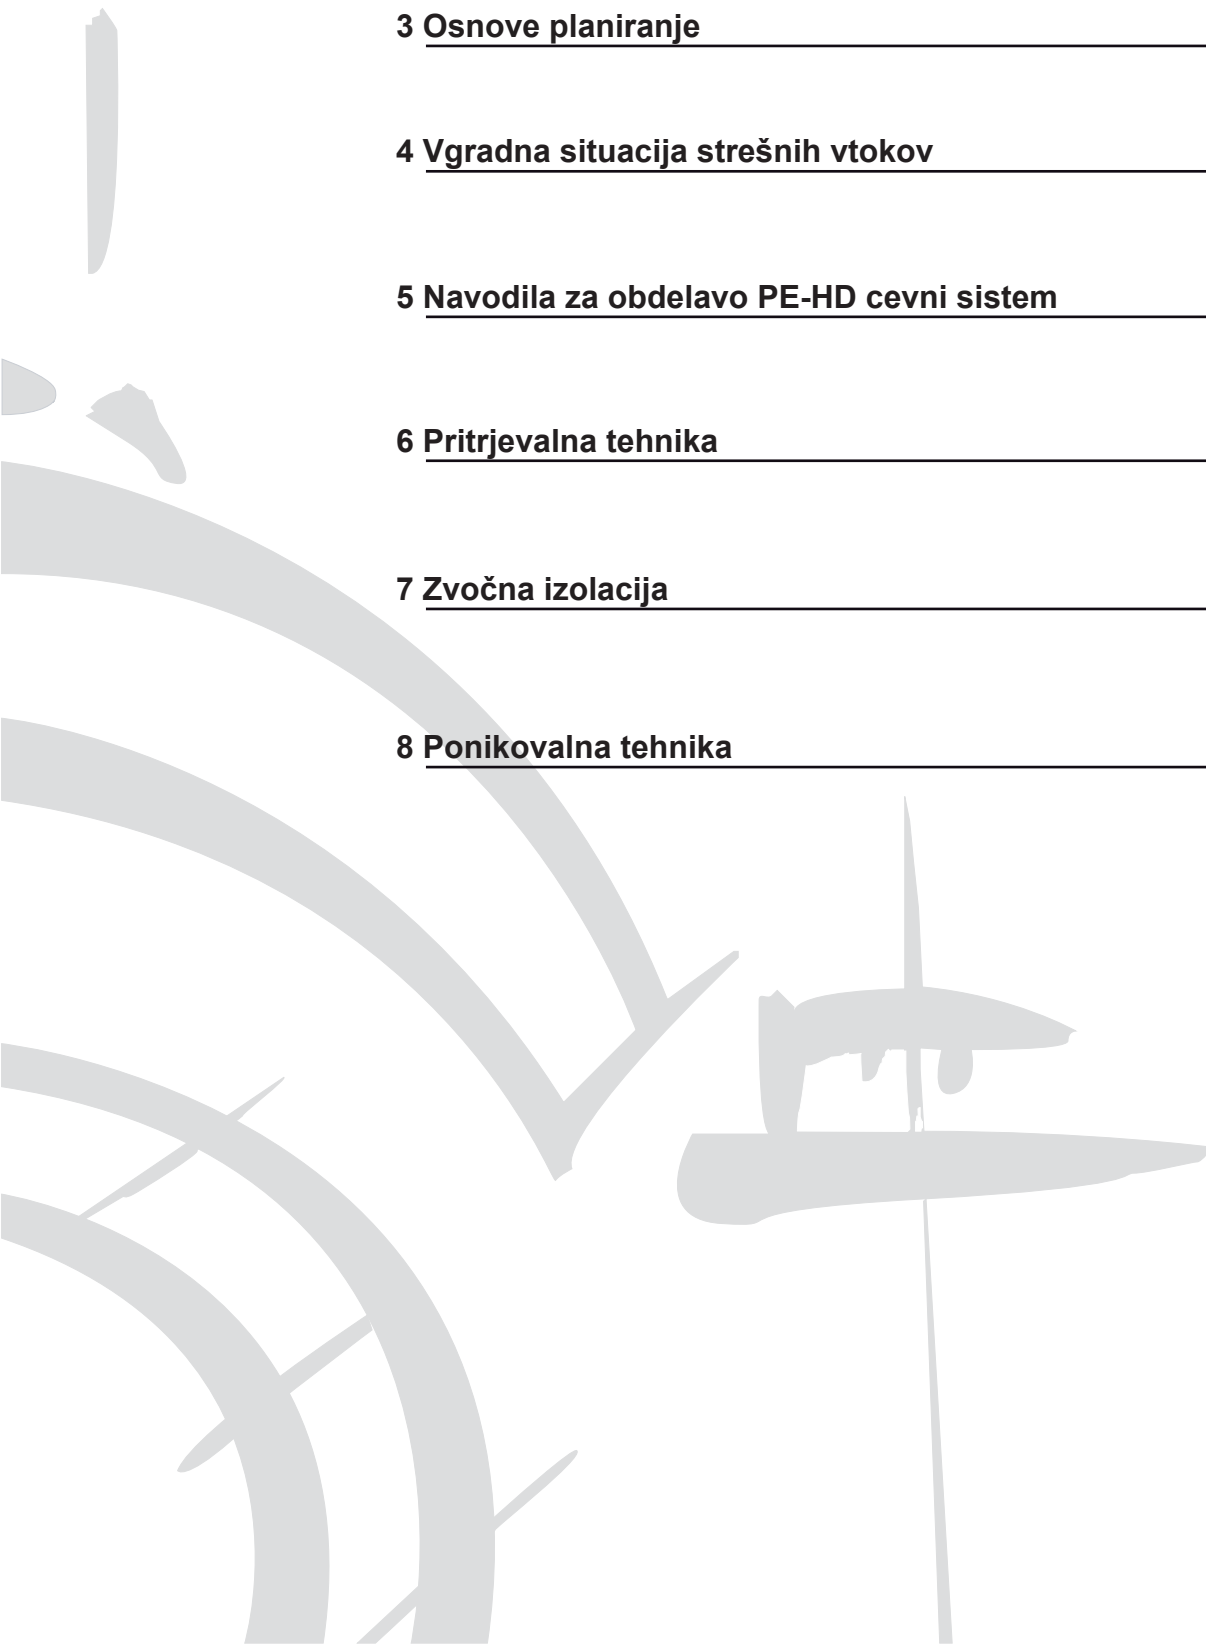 3 Osnove planiranje
4 Vgradna situacija strešnih vtokov
5 Navodila za obdelavo PE-HD cevni sistem
6 Pritrjevalna tehnika
7 Zvočna izolacija
8 Ponikovalna tehnika